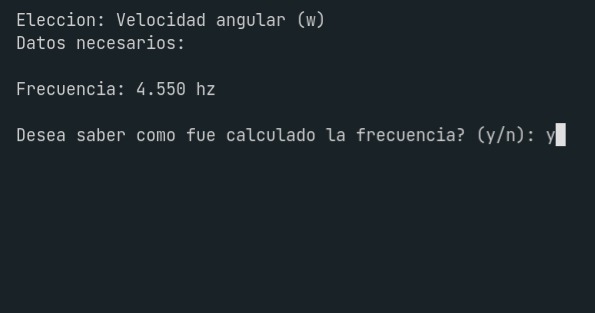 Eleccion: Velocidad angular (w)
Datos necesarios:
Frecuencia: 4.550 hz
Desea saber como fue calculado la frecuencia? (y/n): y